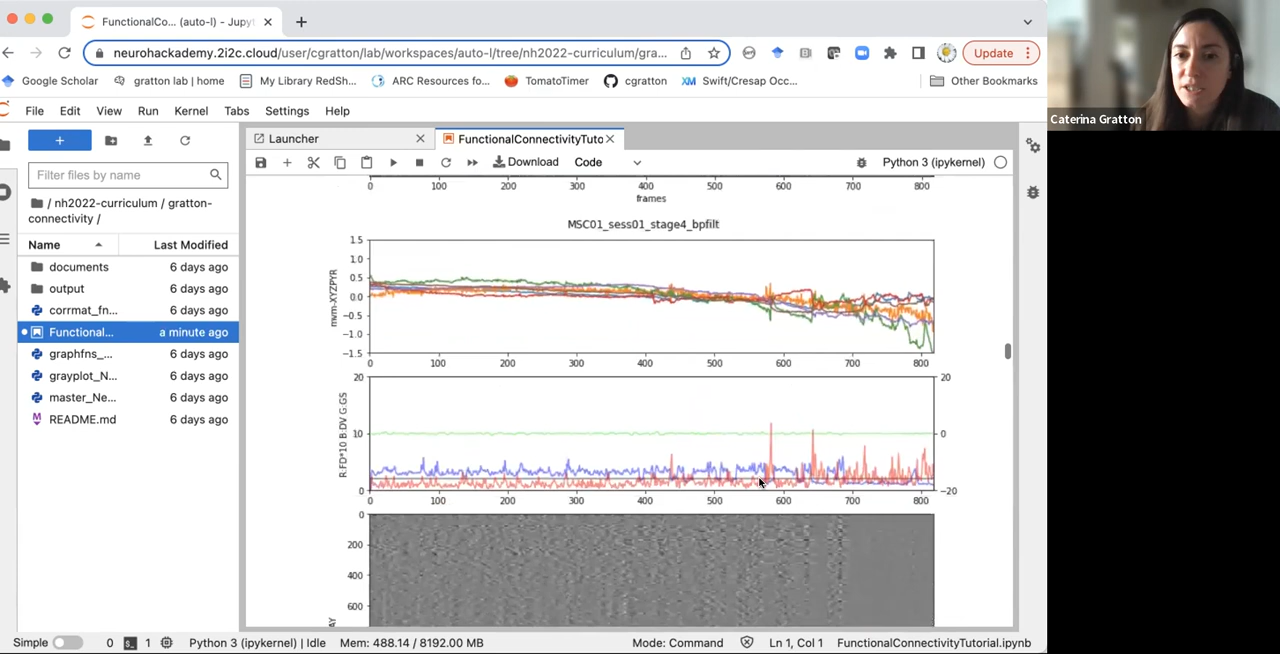 FunctionalCo... (auto-l) - Jupyt
neurohackademy.2i2c.cloud/user/cgratton/lab/workspaces/auto-l/tree/nh2022-curriculum/gra...
Update
Google Scholar
gratton lab | home
My Library RedSh...
ARC Resources fo...
TomatoTimer
cgratton
XM Swift/Cresap Occ...
Other Bookmarks
File Edit View Run Kernel Tabs Settings Help
Launcher
FunctionalConnectivityTuto
Download
Code
Python 3 (ipykernel)
Filter files by name
/ nh2022-curriculum / gratton-
connectivity /
Name Last Modified
documents 6 days ago
output 6 days ago
corrmat_fn... 6 days ago
Functional... a minute ago
graphfns_... 6 days ago
grayplot_N... 6 days ago
master_Ne... 6 days ago
README.md 6 days ago
0 100 200 300 400 500 600 700 800
frames
MSC01_sess01_stage4_bpfilt
mvm-XYZPYR
1.5
1.0
0.5
0.0
−0.5
−1.0
−1.5
0 100 200 300 400 500 600 700 800
R:FD*10 B:DV G:GS
20 20
10 0
0 −20
0 100 200 300 400 500 600 700 800
0
200
400
600
Simple 0 1 Python 3 (ipykernel) | Idle Mem: 488.14 / 8192.00 MB Mode: Command Ln 1, Col 1 FunctionalConnectivityTutorial.ipynb
Caterina Gratton